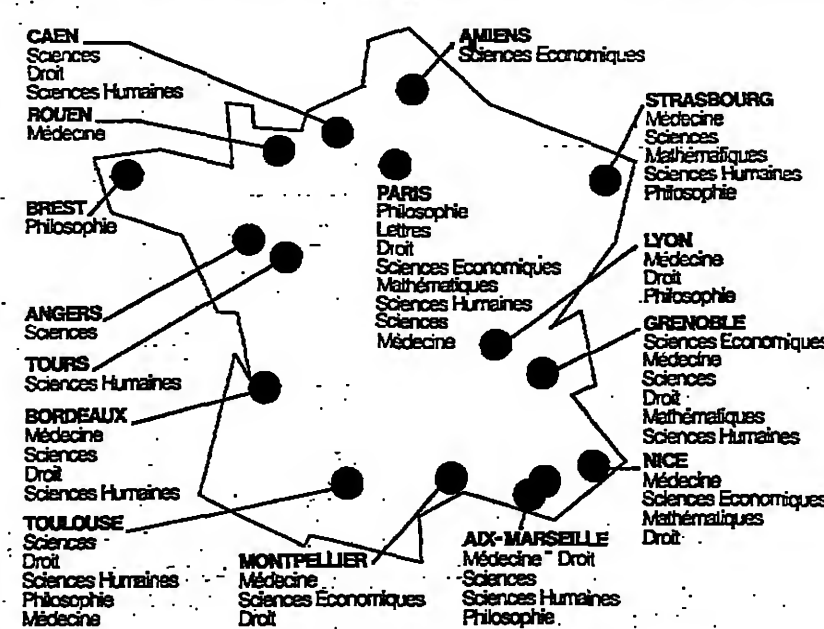 CAEN
Sciences
Droit
Sciences Humaines
ROUEN
Médecine
BREST
Philosophie
ANGERS
Sciences
TOURS
Sciences Humaines
BORDEAUX
Médecine
Sciences
Droit
Sciences Humaines
TOULOUSE
Sciences
Droit
Sciences Humaines
Philosophie
Médecine
AMIENS
Sciences Economiques
PARIS
Philosophie
Lettres
Droit
Sciences Economiques
Mathématiques
Sciences Humaines
Sciences
Médecine
MONTPELLIER
Médecine
Sciences Économiques
Droit
AIX-MARSEILLE
Médecine Droit
Sciences
Sciences Humaines
Philosophie
STRASBOURG
Médecine
Sciences
Mathématiques
Sciences Humaines
Philosophie
LYON
Médecine
Droit
Philosophie
GRENOBLE
Sciences Economiques
Médecine
Sciences
Droit
Mathématiques
Sciences Humaines
NICE
Médecine
Sciences Economiques
Mathématiques
Droit